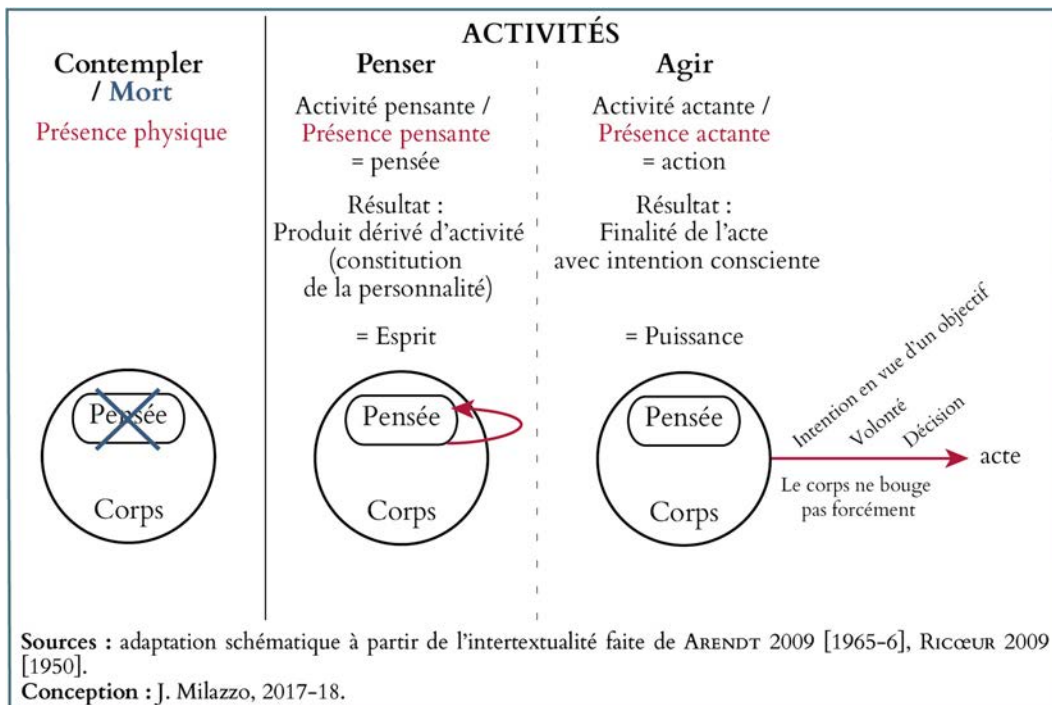 ACTIVITÉS
Contempler
/ Mort
Présence physique
Pensée
Corps
Penser
Activité pensante /
Présence pensante
= pensée
Résultat :
Produit dérivé d’activité
(constitution
de la personnalité)
= Esprit
Pensée
Corps
Agir
Activité actante /
Présence actante
= action
Résultat :
Finalité de l’acte
avec intention consciente
= Puissance
Pensée
Corps
Intention en vue d’un objectif
Volonté
Décision
acte
Le corps ne bouge
pas forcément
Sources : adaptation schématique à partir de l’intertextualité faite de ARENDT 2009 [1965-6], RICŒUR 2009
[1950].
Conception : J. Milazzo, 2017-18.